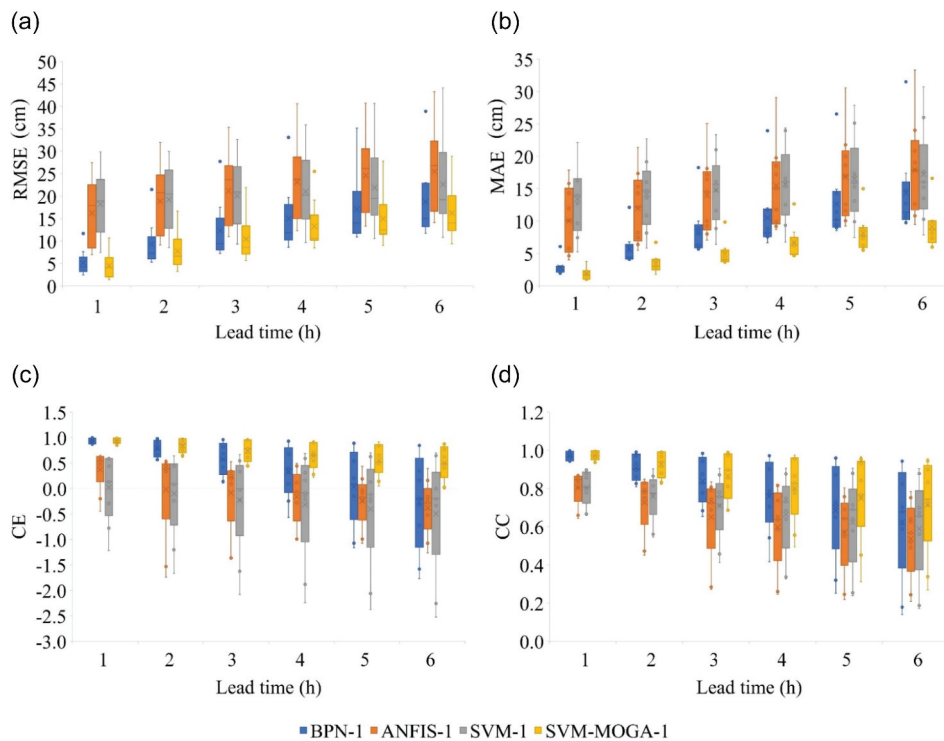 (a)
RMSE (cm)
50
45
40
35
30
25
20
15
10
5
0
1 2 3 4 5 6
Lead time (h)
(b)
MAE (cm)
35
30
25
20
15
10
5
0
1 2 3 4 5 6
Lead time (h)
(c)
CE
1.5
1.0
0.5
0.0
-0.5
-1.0
-1.5
-2.0
-2.5
-3.0
1 2 3 4 5 6
Lead time (h)
(d)
CC
1.2
1.0
0.8
0.6
0.4
0.2
0.0
1 2 3 4 5 6
Lead time (h)
BPN-1 ANFIS-1 SVM-1 SVM-MOGA-1